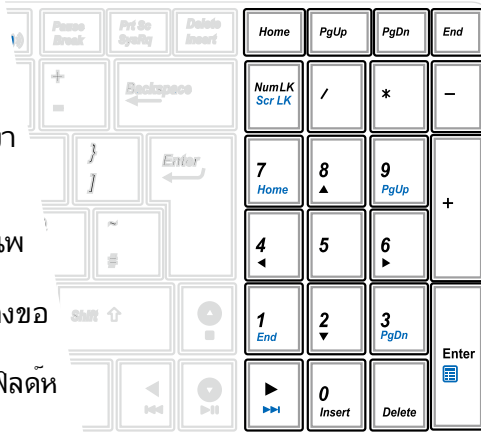 Pause Prt Sc Delete Home PgUp PgDn End
Break SysRq Insert
+ Backspace NumLK / * −
− Scr LK
} Enter 7 8 9 +
] Home ▲ PgUp
~ 4 5 6
# ◀ ▶
Shift ⇧ 1 2 3
End ▼ PgDn
Enter
0
Insert Delete